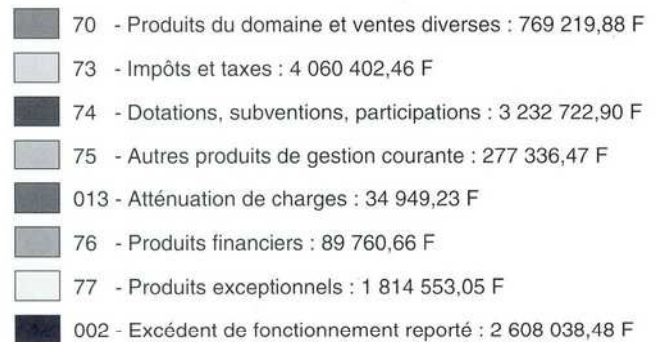 70 - Produits du domaine et ventes diverses : 769 219,88 F
73 - Impôts et taxes : 4 060 402,46 F
74 - Dotations, subventions, participations : 3 232 722,90 F
75 - Autres produits de gestion courante : 277 336,47 F
013 - Atténuation de charges : 34 949,23 F
76 - Produits financiers : 89 760,66 F
77 - Produits exceptionnels : 1 814 553,05 F
002 - Excédent de fonctionnement reporté : 2 608 038,48 F